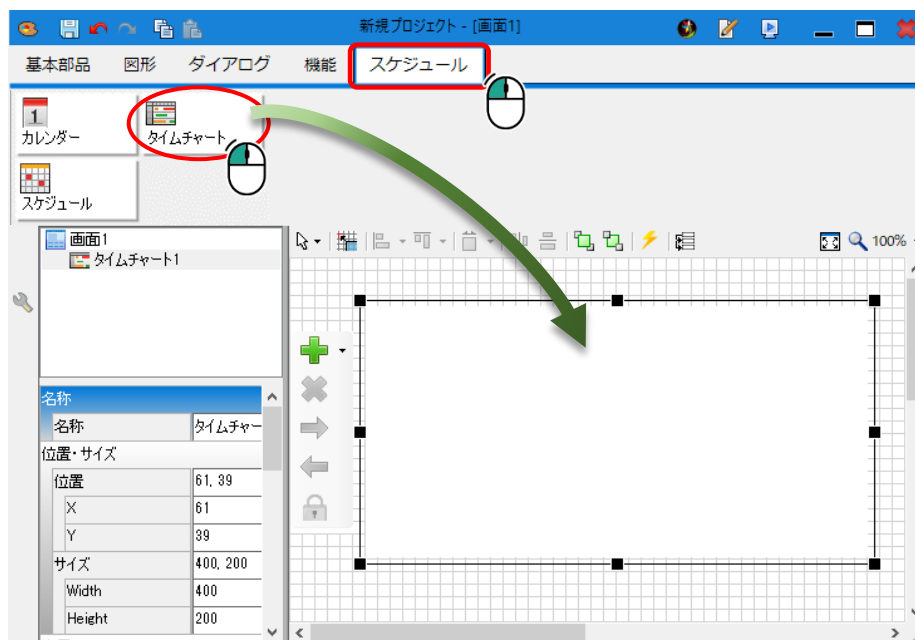 新規プロジェクト - [画面1]
基本部品 図形 ダイアログ 機能 スケジュール
1
カレンダー タイムチャート
スケジュール
画面1
タイムチャート1
100%
名称
名称 タイムチャー
位置・サイズ
位置 61, 39
X 61
Y 39
サイズ 400, 200
Width 400
Height 200